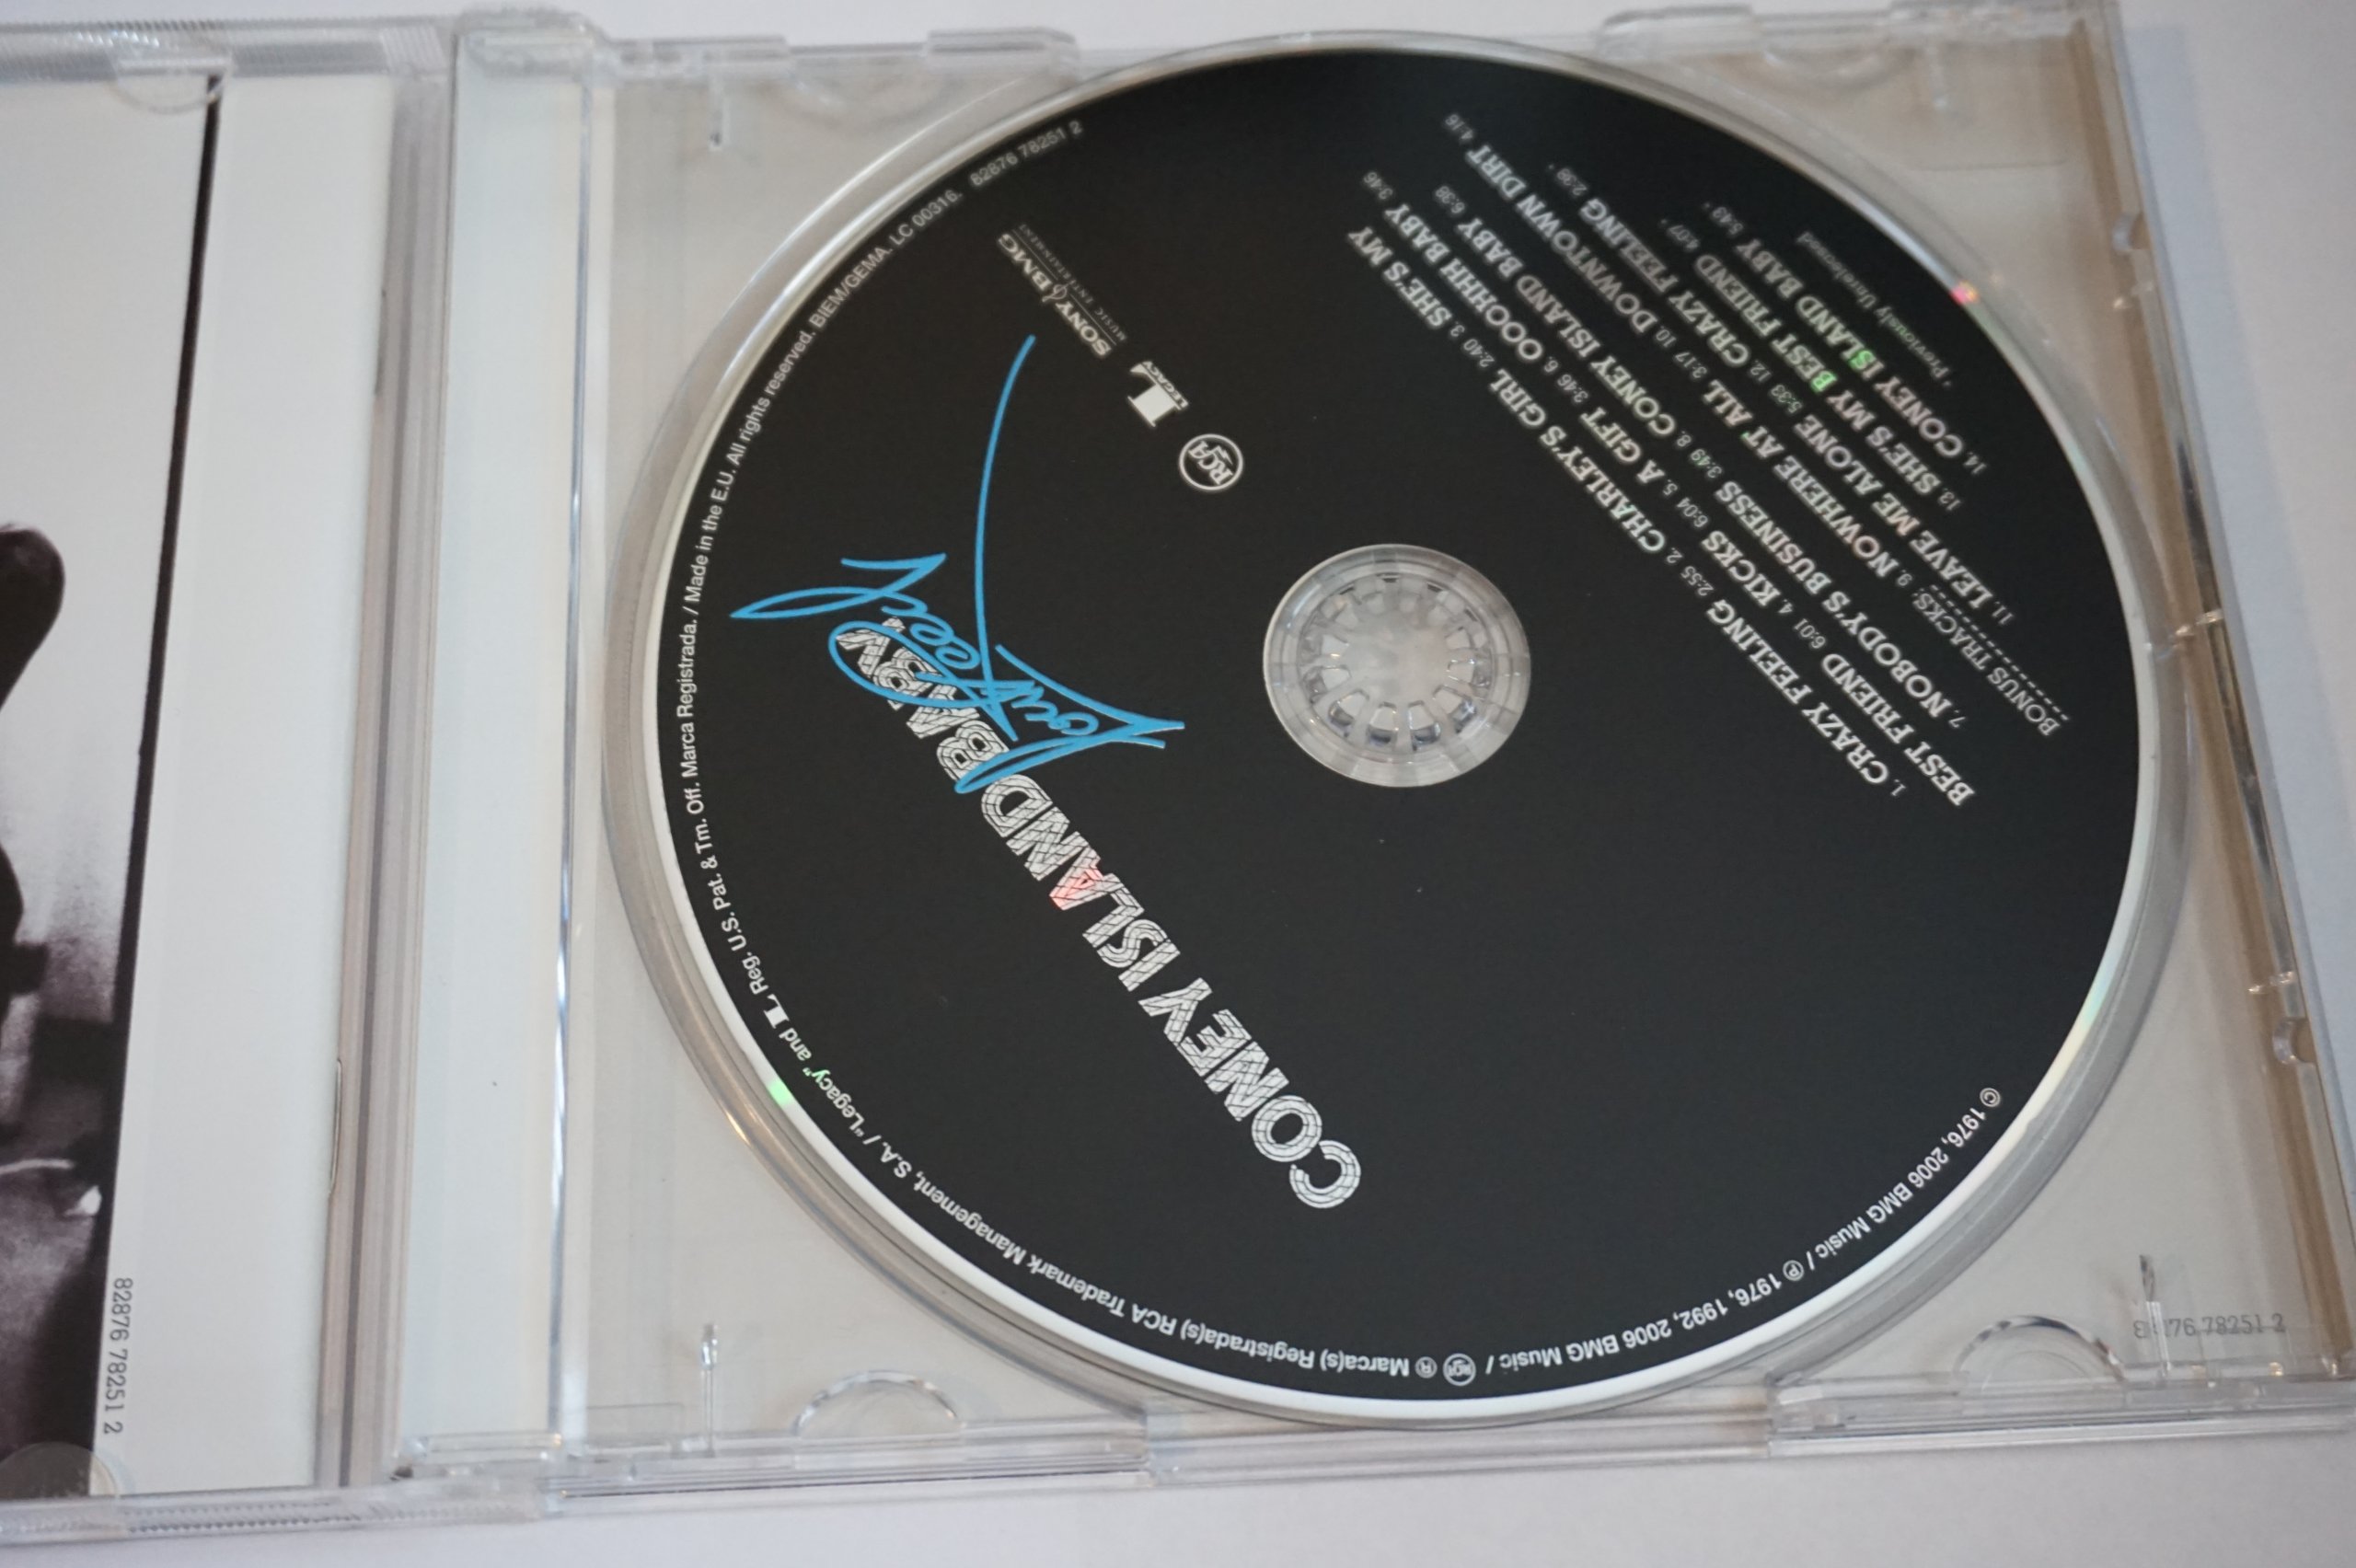 CONEY ISLAND BABY
Lou Reed
RCA
L
LEGACY
SONY BMG
MUSIC ENTERTAINMENT
1. CRAZY FEELING 2:55 2. CHARLEY'S GIRL 2:40 3. SHE'S MY
BEST FRIEND 6:01 4. KICKS 6:04 5. A GIFT 3:46 6. OOOHHH BABY 3:46
7. NOBODY'S BUSINESS 3:49 8. CONEY ISLAND BABY 6:38
BONUS TRACKS: 9. NOWHERE AT ALL 3:17 10. DOWNTOWN DIRT 4:16
11. LEAVE ME ALONE 5:33 12. CRAZY FEELING 2:38 *
13. SHE'S MY BEST FRIEND 4:07 *
14. CONEY ISLAND BABY 5:43 *
* Previously Unreleased
© 1976, 2006 BMG Music / ℗ 1976, 1992, 2006 BMG Music / RCA ® Marca(s) Registrada(s) RCA Trademark Management, S.A. / "Legacy" and L Reg. U.S. Pat. & Tm. Off. Marca Registrada. / Made in the E.U. All rights reserved. BIEM/GEMA. LC 00316. 82876 78251 2
82876 78251 2
76 78251 2